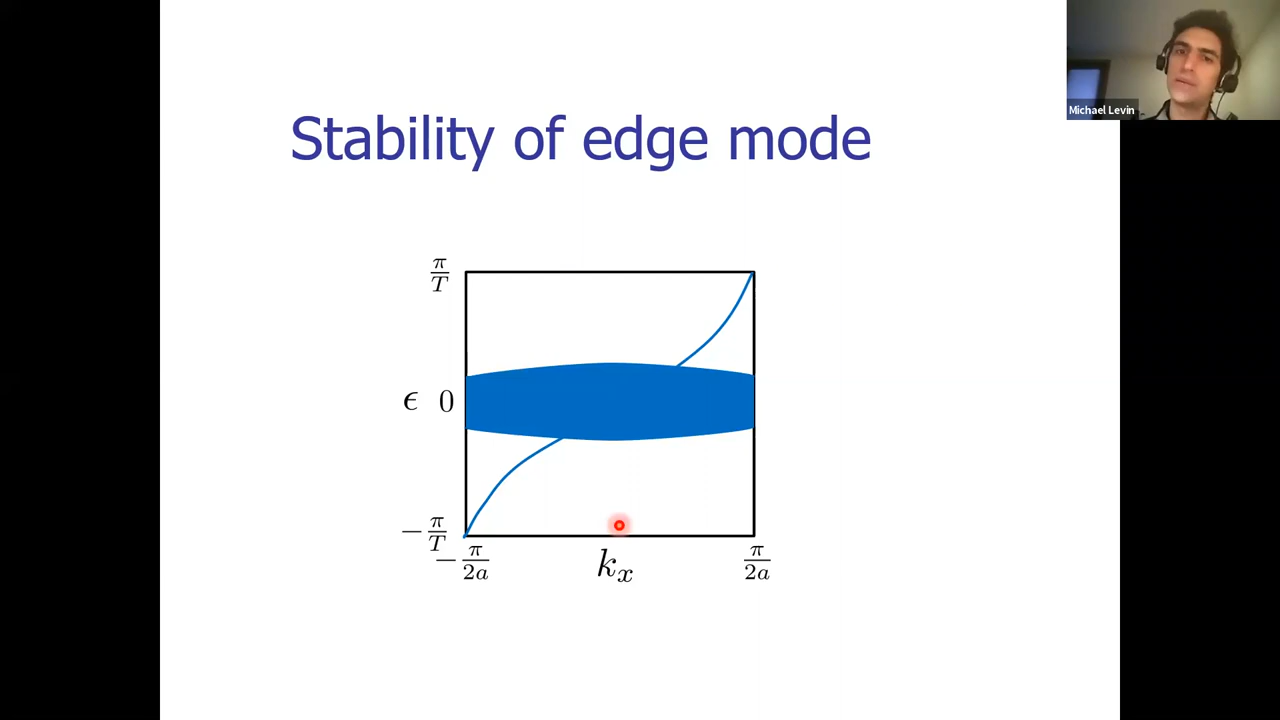 Michael Levin
Stability of edge mode
π/T
ϵ 0
−π/T
−π/2a
k_x
π/2a